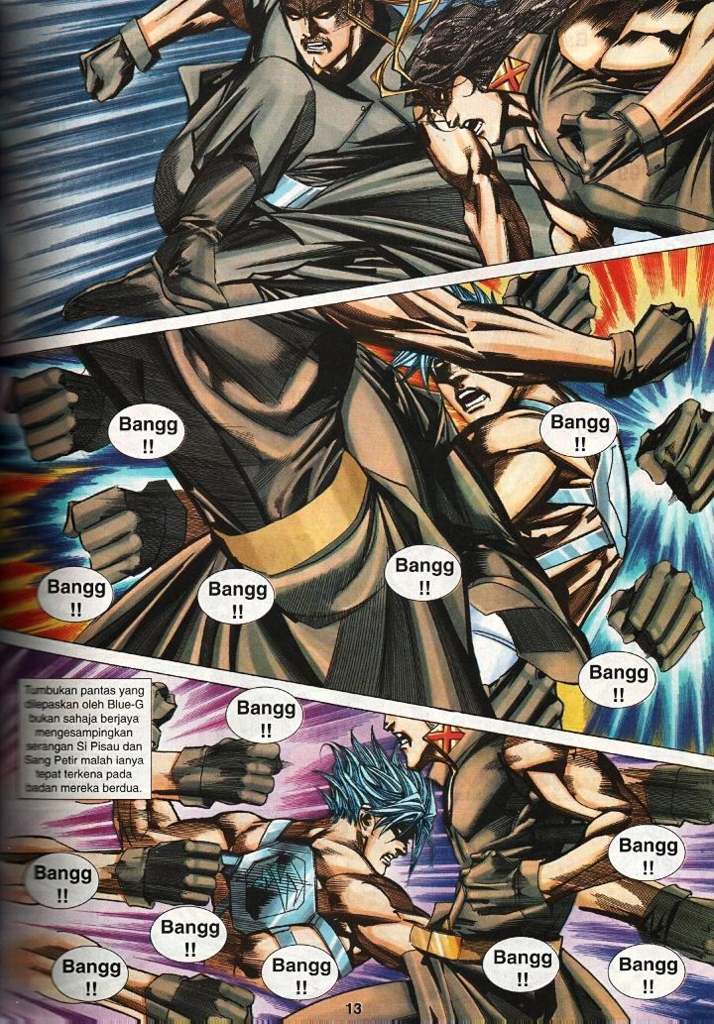 Bangg
!!
Bangg
!!
Bangg
!!
Bangg
!!
Bangg
!!
Bangg
!!
Tumbukan pantas yang
dilepaskan oleh Blue-G
bukan sahaja berjaya
mengesampingkan
serangan Si Pisau dan
Sang Petir malah ianya
tepat terkena pada
badan mereka berdua.
Bangg
!!
Bangg
!!
Bangg
!!
Bangg
!!
Bangg
!!
Bangg
!!
Bangg
!!
Bangg
!!
13